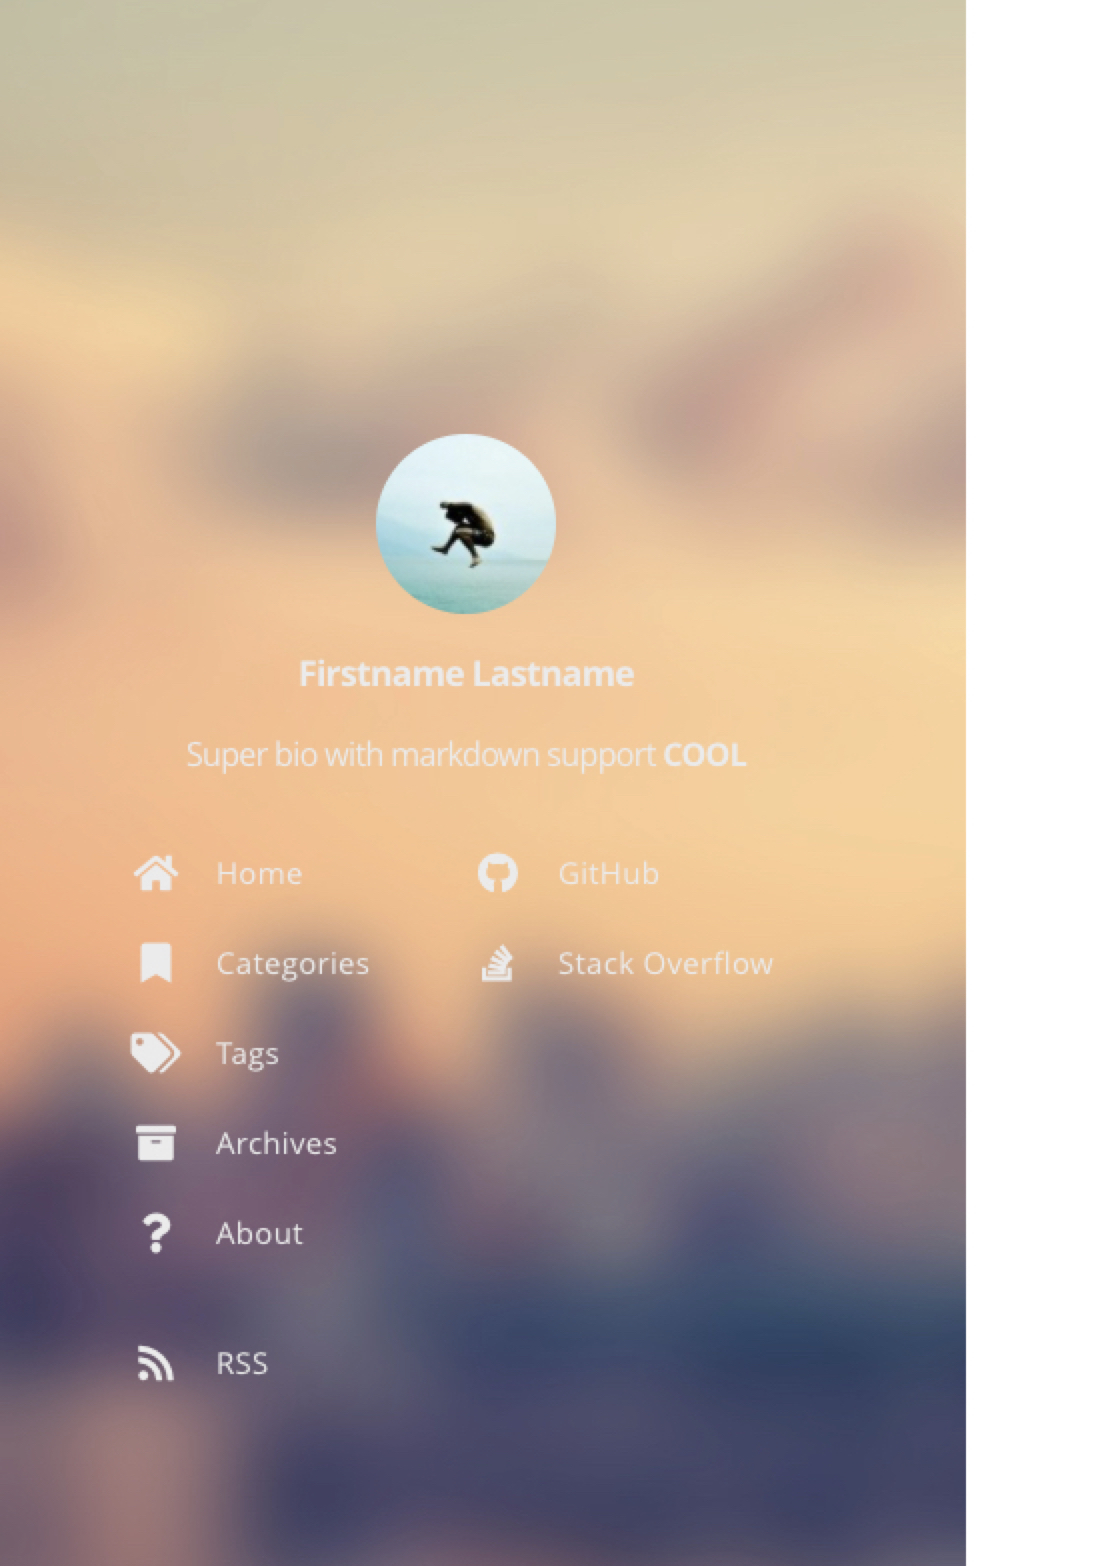 Firstname Lastname
Super bio with markdown support COOL
Home
Categories
Tags
Archives
About
RSS
GitHub
Stack Overflow